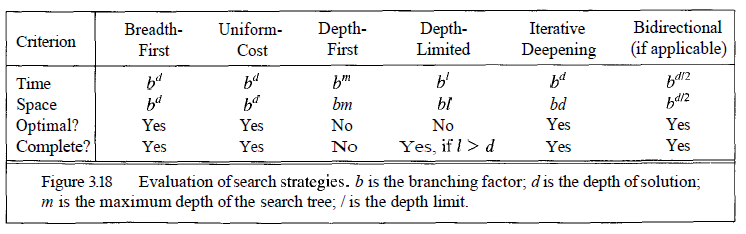 Criterion Breadth-First Uniform-Cost Depth-First Depth-Limited Iterative Deepening Bidirectional (if applicable)
Time b^d b^d b^m b^l b^d b^d/2
Space b^d b^d bm bl bd b^d/2
Optimal? Yes Yes No No Yes Yes
Complete? Yes Yes No Yes, if l > d Yes Yes
Figure 3.18 Evaluation of search strategies. b is the branching factor; d is the depth of solution;
m is the maximum depth of the search tree; / is the depth limit.